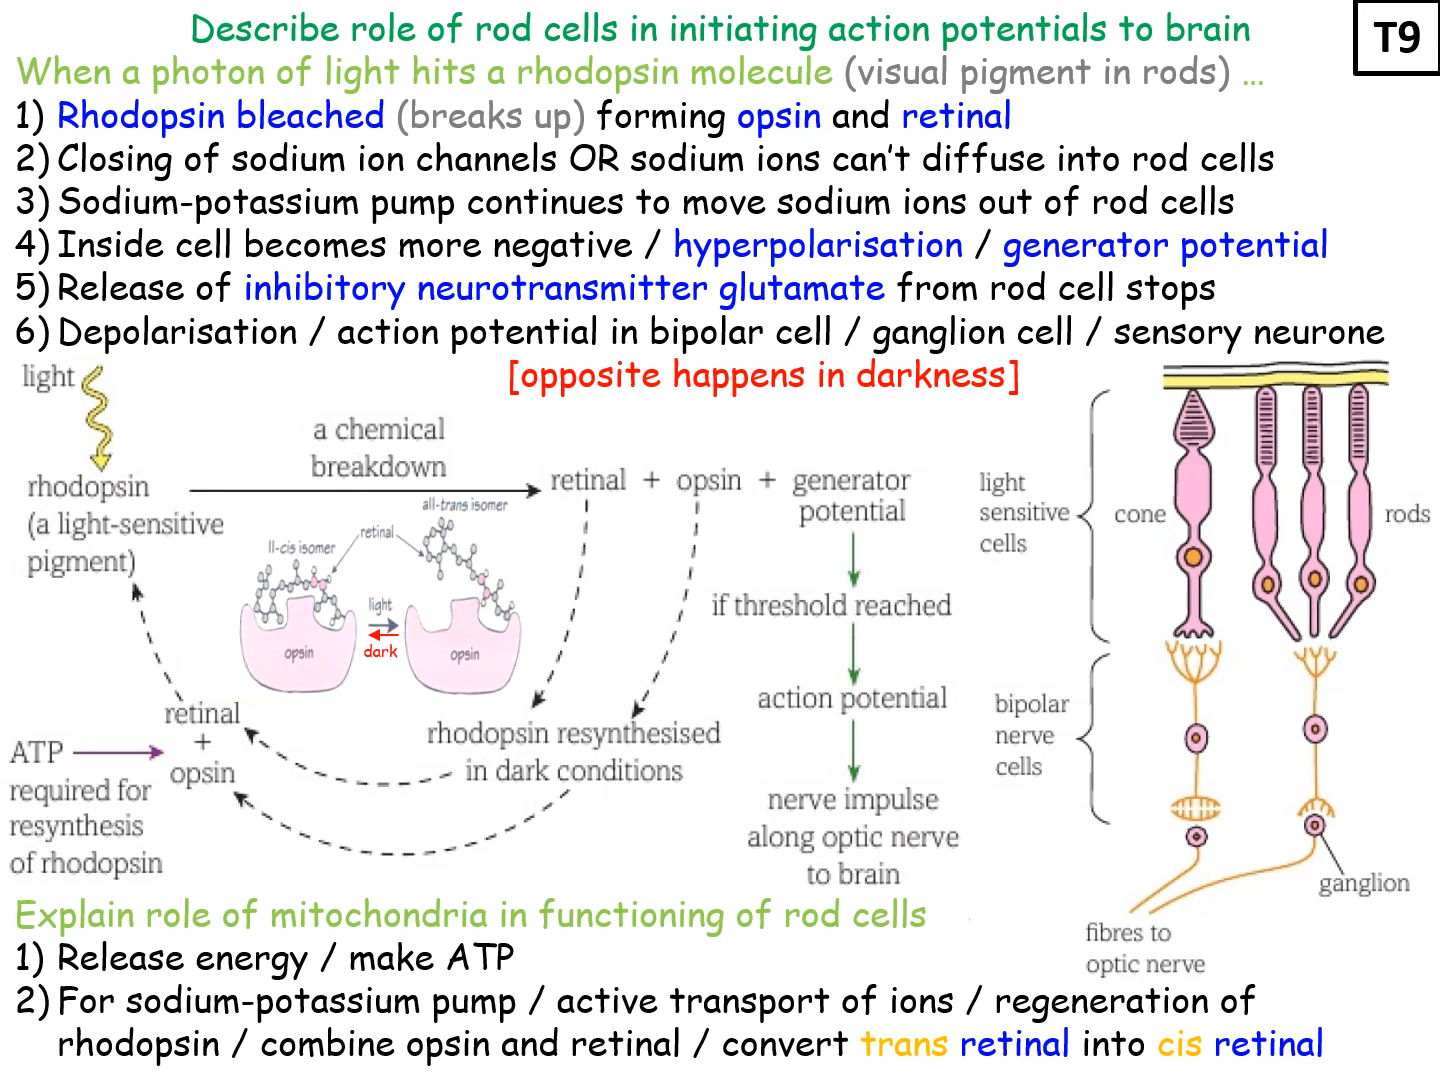 Describe role of rod cells in initiating action potentials to brain
T9
When a photon of light hits a rhodopsin molecule (visual pigment in rods) ...
1) Rhodopsin bleached (breaks up) forming opsin and retinal
2) Closing of sodium ion channels OR sodium ions can't diffuse into rod cells
3) Sodium-potassium pump continues to move sodium ions out of rod cells
4) Inside cell becomes more negative / hyperpolarisation / generator potential
5) Release of inhibitory neurotransmitter glutamate from rod cell stops
6) Depolarisation / action potential in bipolar cell / ganglion cell / sensory neurone
[opposite happens in darkness]
light
a chemical
breakdown
rhodopsin
(a light-sensitive
pigment)
retinal + opsin + generator
potential
all-trans isomer
retinal
11-cis isomer
light
dark
opsin
opsin
if threshold reached
action potential
nerve impulse
along optic nerve
to brain
retinal
+
opsin
rhodopsin resynthesised
in dark conditions
ATP
required for
resynthesis
of rhodopsin
light
sensitive
cells
cone
rods
bipolar
nerve
cells
ganglion
fibres to
optic nerve
Explain role of mitochondria in functioning of rod cells
1) Release energy / make ATP
2) For sodium-potassium pump / active transport of ions / regeneration of
rhodopsin / combine opsin and retinal / convert trans retinal into cis retinal